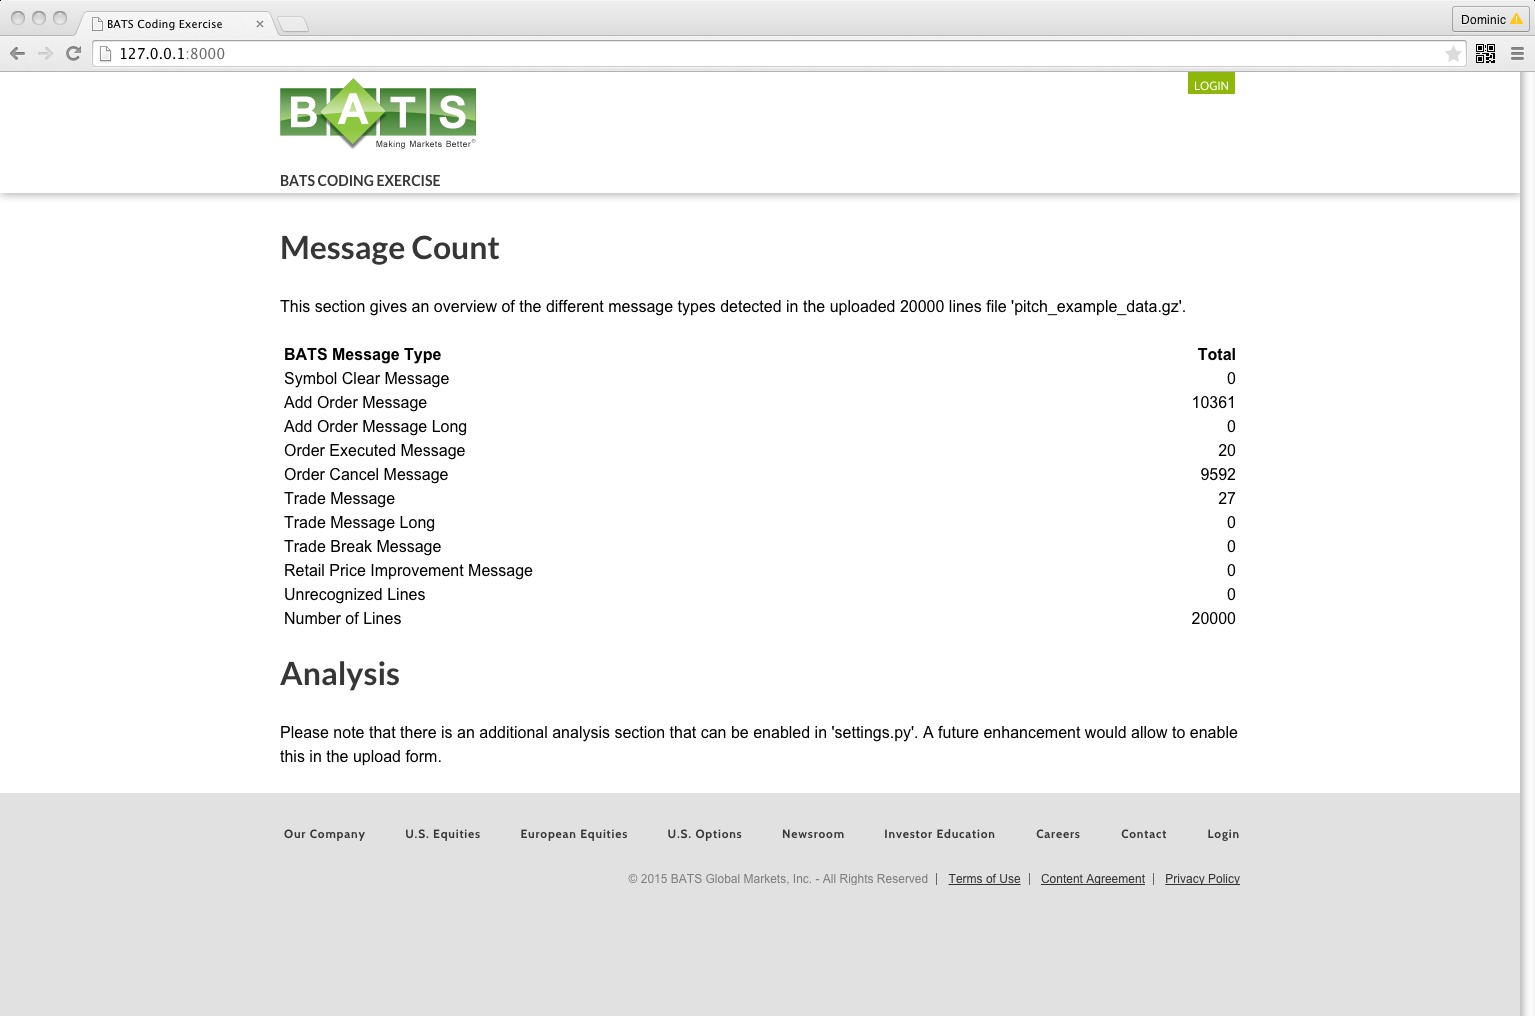 BATS Coding Exercise
Dominic
127.0.0.1:8000
LOGIN
BATS
Making Markets Better®
BATS CODING EXERCISE
Message Count
This section gives an overview of the different message types detected in the uploaded 20000 lines file 'pitch_example_data.gz'.
BATS Message Type Total
Symbol Clear Message 0
Add Order Message 10361
Add Order Message Long 0
Order Executed Message 20
Order Cancel Message 9592
Trade Message 27
Trade Message Long 0
Trade Break Message 0
Retail Price Improvement Message 0
Unrecognized Lines 0
Number of Lines 20000
Analysis
Please note that there is an additional analysis section that can be enabled in 'settings.py'. A future enhancement would allow to enable
this in the upload form.
Our Company U.S. Equities European Equities U.S. Options Newsroom Investor Education Careers Contact Login
© 2015 BATS Global Markets, Inc. - All Rights Reserved | Terms of Use | Content Agreement | Privacy Policy